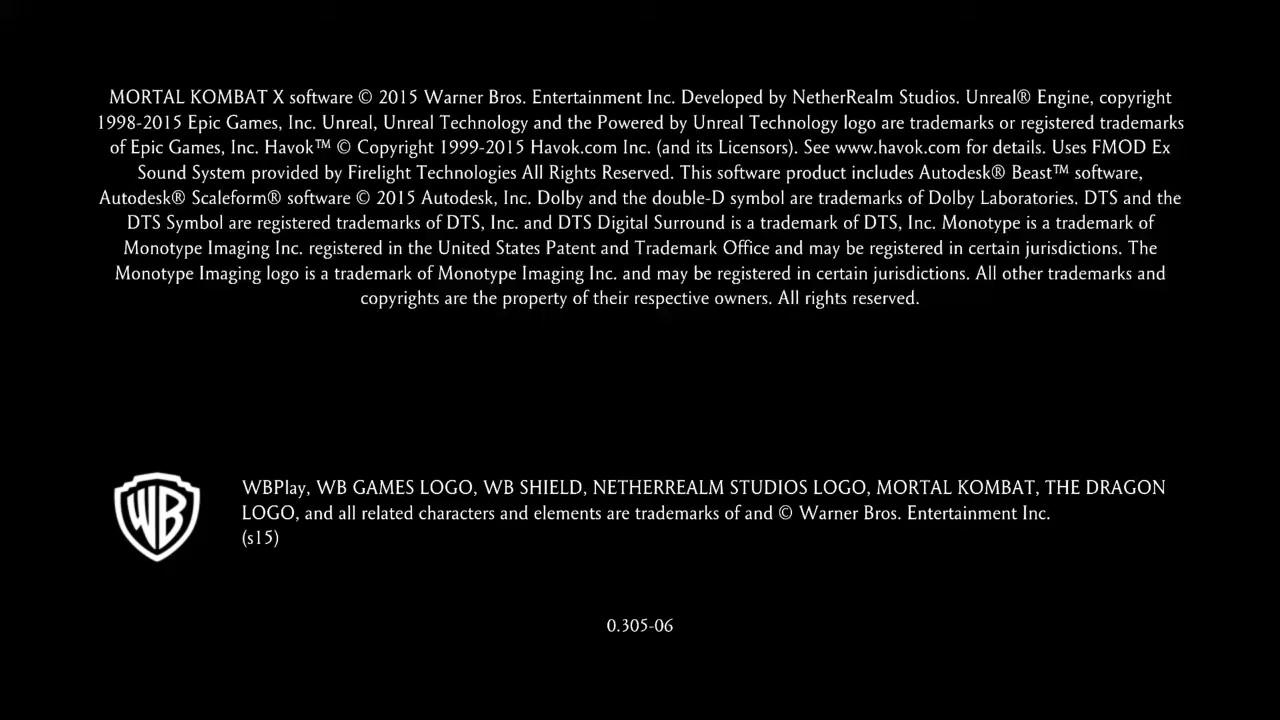 MORTAL KOMBAT X software © 2015 Warner Bros. Entertainment Inc. Developed by NetherRealm Studios. Unreal® Engine, copyright
1998-2015 Epic Games, Inc. Unreal, Unreal Technology and the Powered by Unreal Technology logo are trademarks or registered trademarks
of Epic Games, Inc. Havok™ © Copyright 1999-2015 Havok.com Inc. (and its Licensors). See www.havok.com for details. Uses FMOD Ex
Sound System provided by Firelight Technologies All Rights Reserved. This software product includes Autodesk® Beast™ software,
Autodesk® Scaleform® software © 2015 Autodesk, Inc. Dolby and the double-D symbol are trademarks of Dolby Laboratories. DTS and the
DTS Symbol are registered trademarks of DTS, Inc. and DTS Digital Surround is a trademark of DTS, Inc. Monotype is a trademark of
Monotype Imaging Inc. registered in the United States Patent and Trademark Office and may be registered in certain jurisdictions. The
Monotype Imaging logo is a trademark of Monotype Imaging Inc. and may be registered in certain jurisdictions. All other trademarks and
copyrights are the property of their respective owners. All rights reserved.
WB
WBPlay, WB GAMES LOGO, WB SHIELD, NETHERREALM STUDIOS LOGO, MORTAL KOMBAT, THE DRAGON
LOGO, and all related characters and elements are trademarks of and © Warner Bros. Entertainment Inc.
(s15)
0.305-06